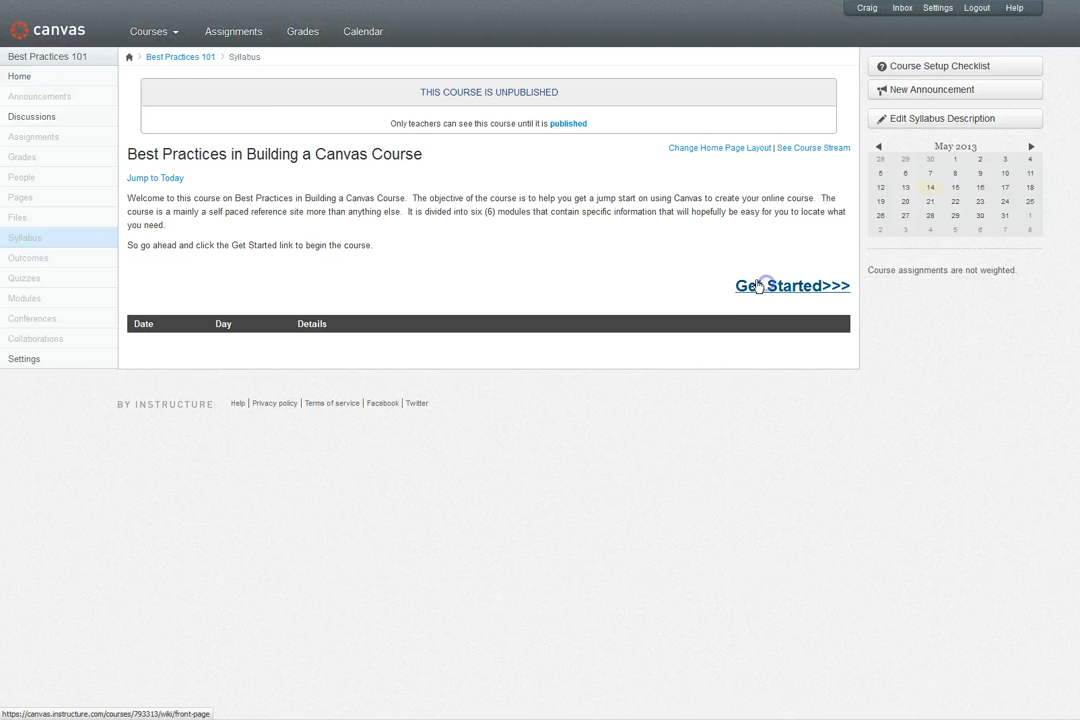 Craig Inbox Settings Logout Help
canvas Courses Assignments Grades Calendar
Best Practices 101
Home
Announcements
Discussions
Assignments
Grades
People
Pages
Files
Syllabus
Outcomes
Quizzes
Modules
Conferences
Collaborations
Settings
Best Practices 101 Syllabus
THIS COURSE IS UNPUBLISHED
Only teachers can see this course until it is published
Best Practices in Building a Canvas Course
Change Home Page Layout | See Course Stream
Jump to Today
Welcome to this course on Best Practices in Building a Canvas Course. The objective of the course is to help you get a jump start on using Canvas to create your online course. The
course is a mainly a self paced reference site more than anything else. It is divided into six (6) modules that contain specific information that will hopefully be easy for you to locate what
you need.
So go ahead and click the Get Started link to begin the course.
Get Started>>>
Date Day Details
Course Setup Checklist
New Announcement
Edit Syllabus Description
May 2013
28 29 30 1 2 3 4
5 6 7 8 9 10 11
12 13 14 15 16 17 18
19 20 21 22 23 24 25
26 27 28 29 30 31 1
2 3 4 5 6 7 8
Course assignments are not weighted.
BY INSTRUCTURE Help | Privacy policy | Terms of service | Facebook | Twitter
https://canvas.instructure.com/courses/793313/wiki/front-page